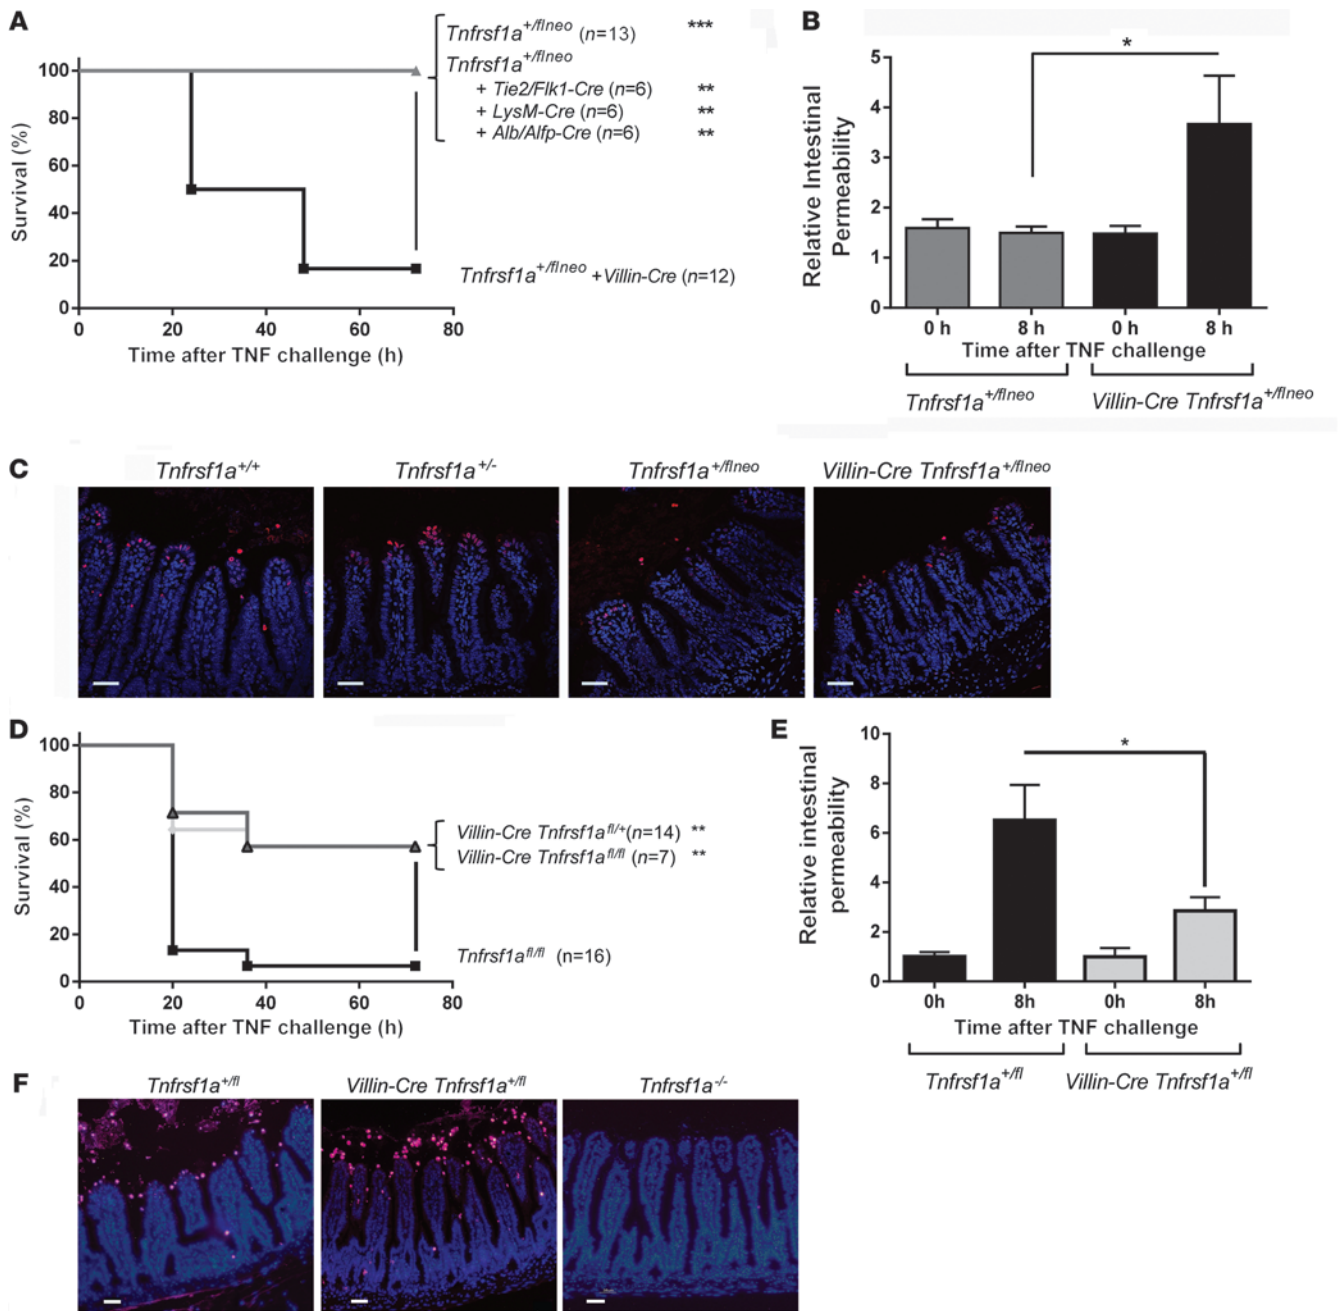 A
Tnfrsf1a+/flneo (n=13) ***
Tnfrsf1a+/flneo
+ Tie2/Flk1-Cre (n=6) **
+ LysM-Cre (n=6) **
+ Alb/Alfp-Cre (n=6) **
Tnfrsf1a+/flneo +Villin-Cre (n=12)
Survival (%)
100
80
60
40
20
0
0 20 40 60 80
Time after TNF challenge (h)
B
Relative Intestinal
Permeability
5
4
3
2
1
0
*
0 h 8 h 0 h 8 h
Time after TNF challenge
Tnfrsf1a+/flneo Villin-Cre Tnfrsf1a+/flneo
C
Tnfrsf1a+/+ Tnfrsf1a+/- Tnfrsf1a+/flneo Villin-Cre Tnfrsf1a+/flneo
D
Survival (%)
100
80
60
40
20
0
0 20 40 60 80
Time after TNF challenge (h)
Villin-Cre Tnfrsf1afl/+(n=14) **
Villin-Cre Tnfrsf1afl/fl (n=7) **
Tnfrsf1afl/fl (n=16)
E
Relative intestinal
permeability
10
8
6
4
2
0
*
0h 8h 0h 8h
Time after TNF challenge
Tnfrsf1a+/fl Villin-Cre Tnfrsf1a+/fl
F
Tnfrsf1a+/fl Villin-Cre Tnfrsf1a+/fl Tnfrsf1a-/-